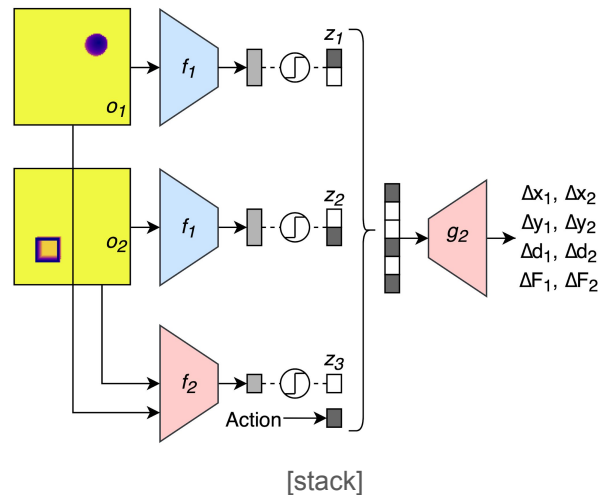 o1
f1
z1
o2
f1
z2
g2
Δx1, Δx2
Δy1, Δy2
Δd1, Δd2
ΔF1, ΔF2
f2
z3
Action
[stack]